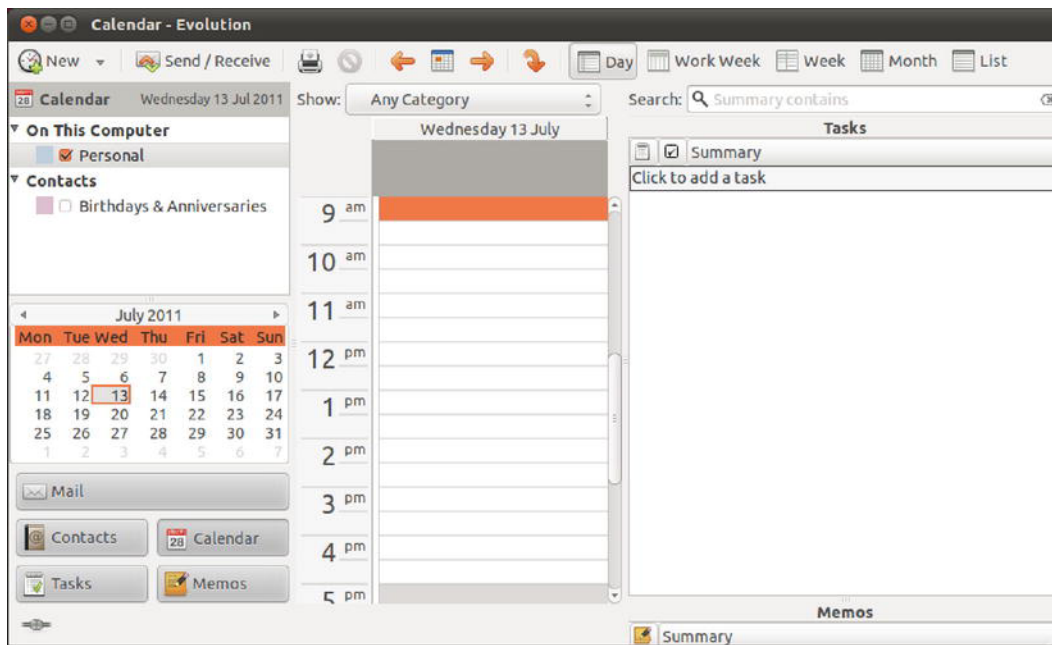 Calendar - Evolution
New Send / Receive Day Work Week Week Month List
Calendar Wednesday 13 Jul 2011
On This Computer
Personal
Contacts
Birthdays & Anniversaries
July 2011
Mon Tue Wed Thu Fri Sat Sun
27 28 29 30 1 2 3
4 5 6 7 8 9 10
11 12 13 14 15 16 17
18 19 20 21 22 23 24
25 26 27 28 29 30 31
1 2 3 4 5 6 7
Mail
Contacts
28 Calendar
Tasks
Memos
Show: Any Category
Wednesday 13 July
9 am
10 am
11 am
12 pm
1 pm
2 pm
3 pm
4 pm
5 pm
Search: Summary contains
Tasks
Summary
Click to add a task
Memos
Summary